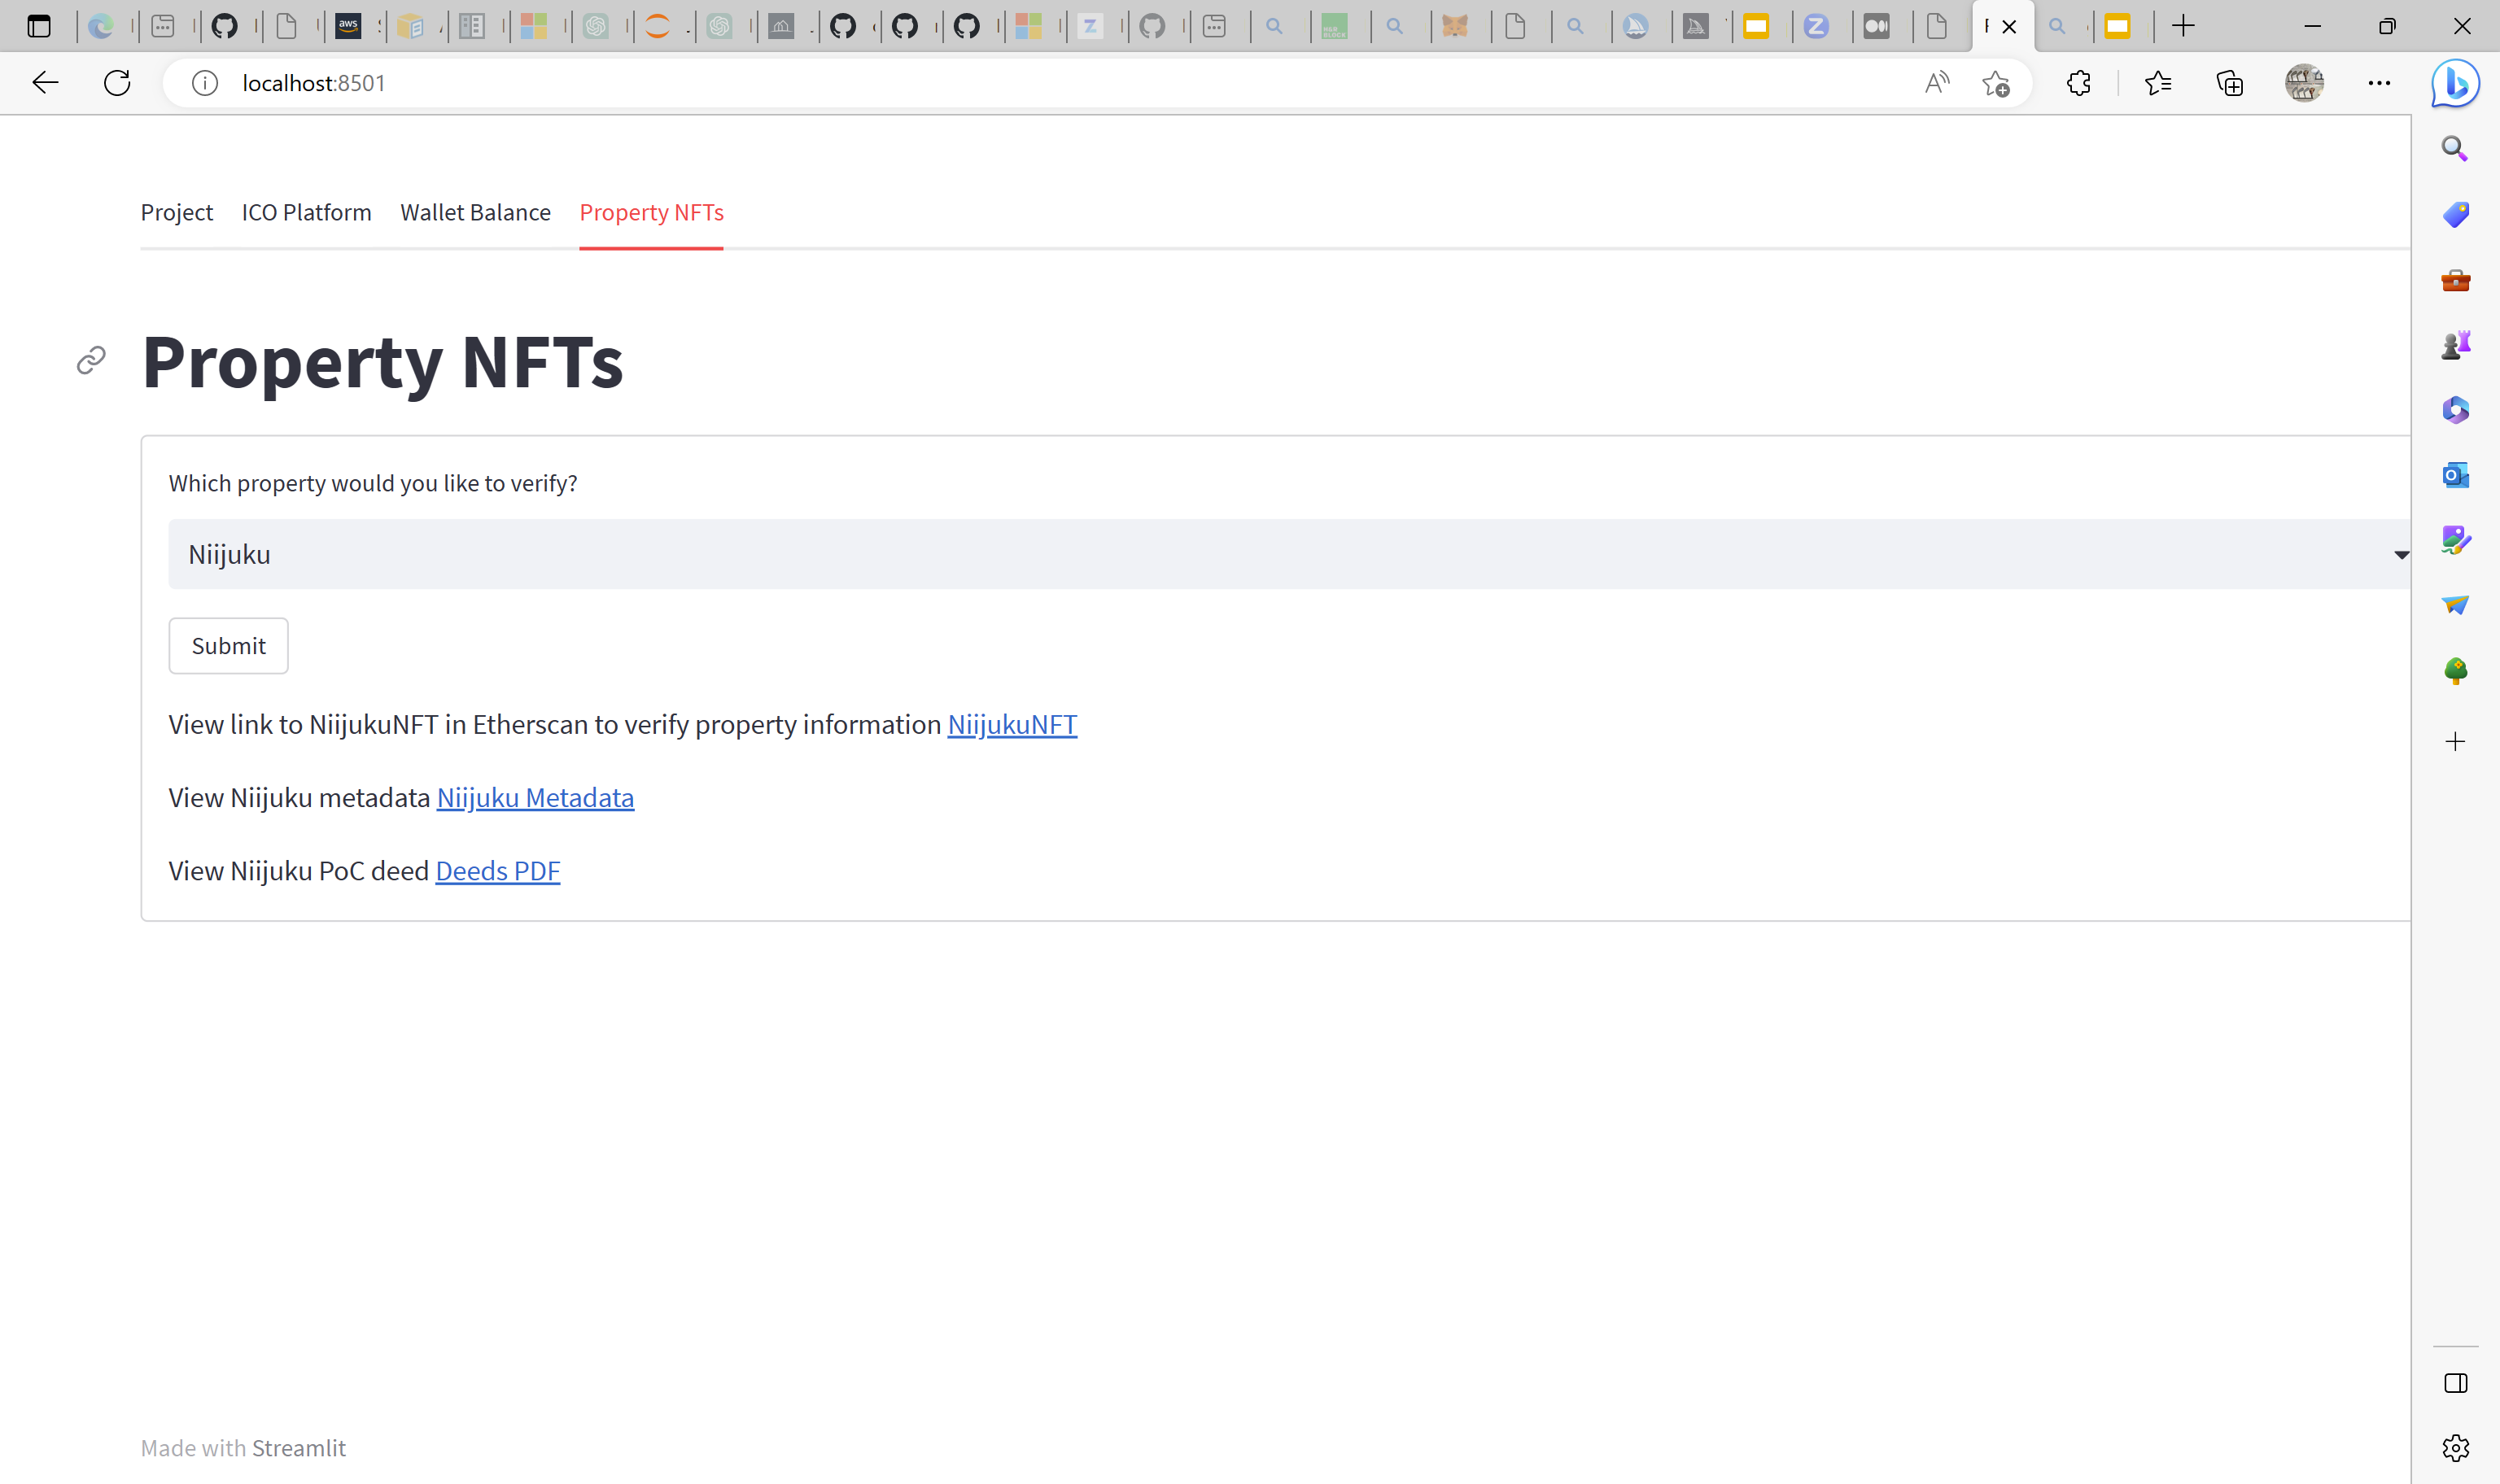 aws
H&R
BLOCK
localhost:8501
Project ICO Platform Wallet Balance Property NFTs
Property NFTs
Which property would you like to verify?
Niijuku
Submit
View link to NiijukuNFT in Etherscan to verify property information NiijukuNFT
View Niijuku metadata Niijuku Metadata
View Niijuku PoC deed Deeds PDF
Made with Streamlit